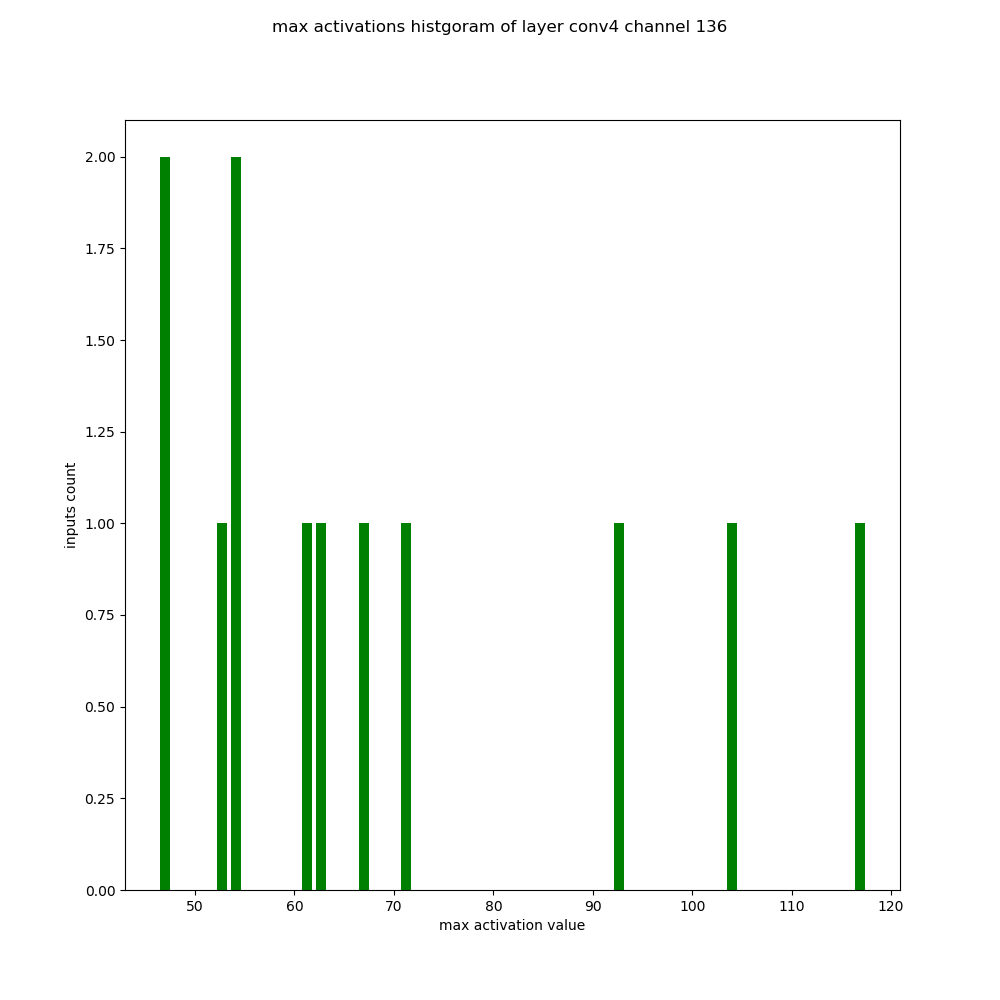 max activations histgoram of layer conv4 channel 136
2.00
1.75
1.50
1.25
1.00
0.75
0.50
0.25
0.00
inputs count
50 60 70 80 90 100 110 120
max activation value